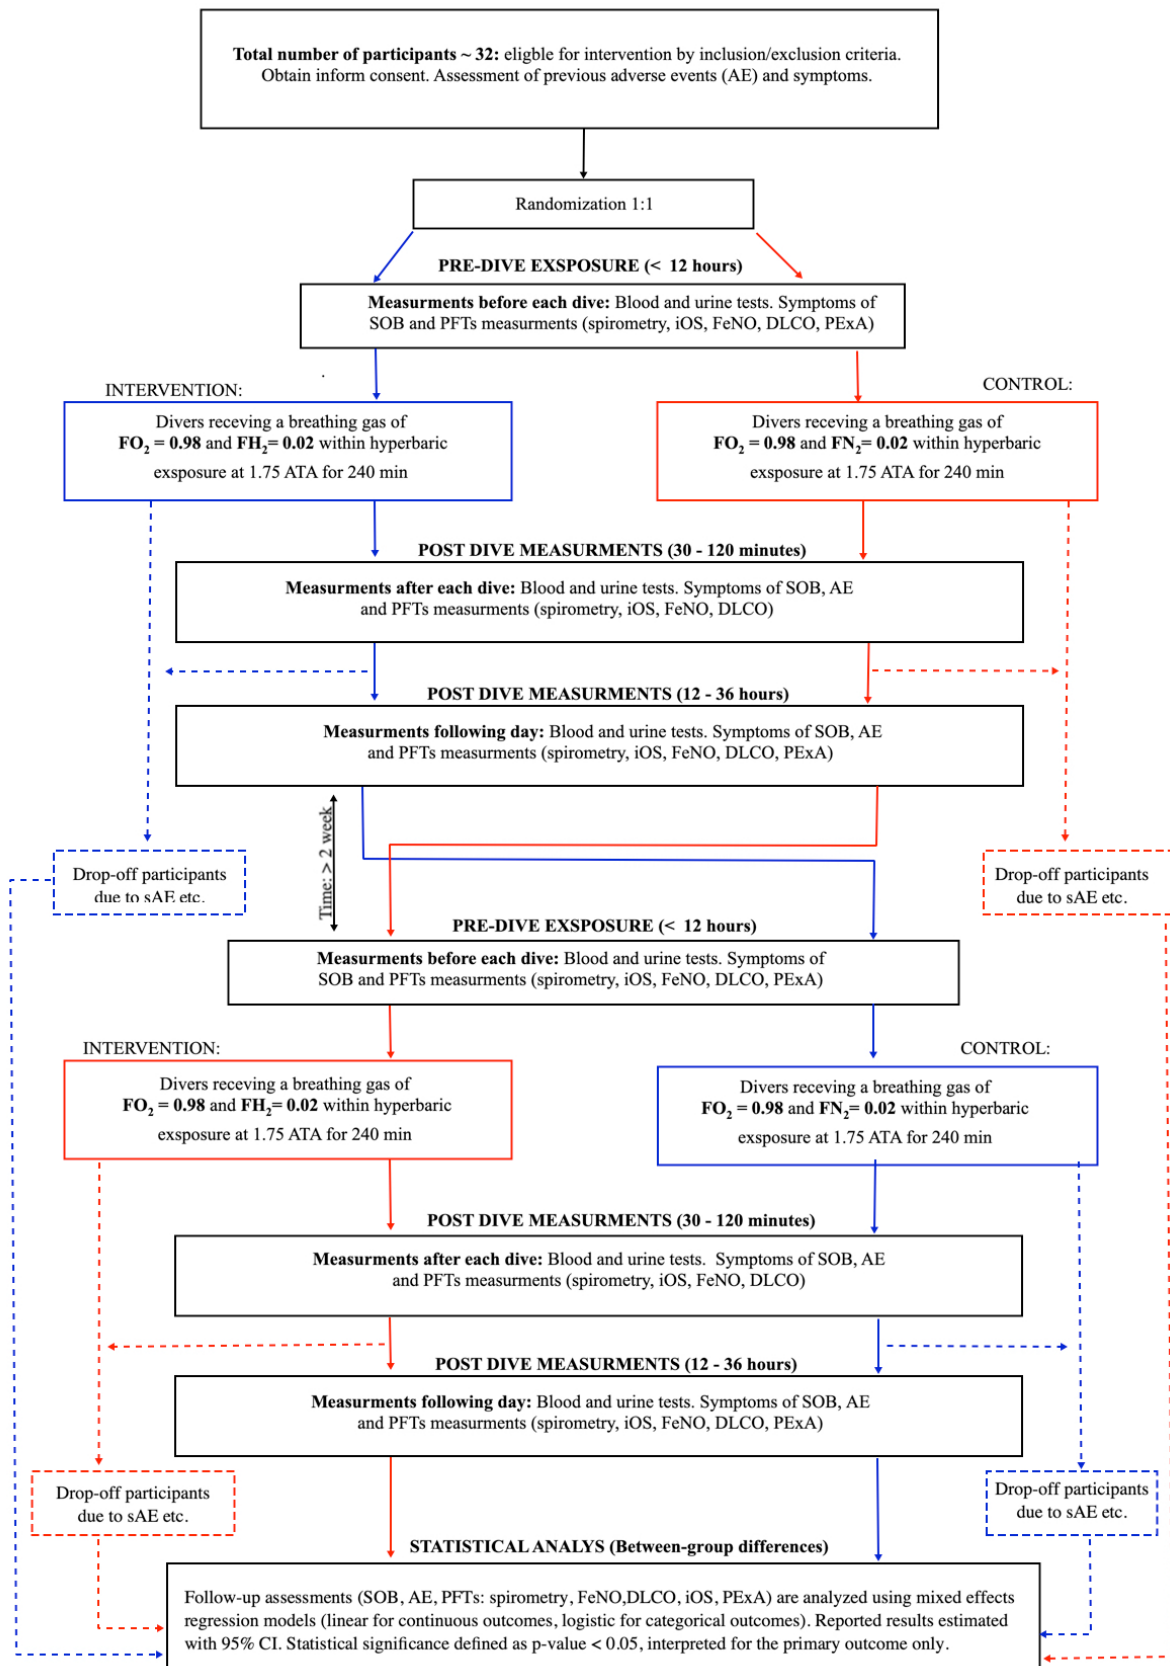 Total number of participants ~ 32: eligble for intervention by inclusion/exclusion criteria.
Obtain inform consent. Assessment of previous adverse events (AE) and symptoms.
Randomization 1:1
PRE-DIVE EXSPOSURE (< 12 hours)
Measurments before each dive: Blood and urine tests. Symptoms of
SOB and PFTs measurments (spirometry, iOS, FeNO, DLCO, PExA)
INTERVENTION:
Divers receving a breathing gas of
FO₂ = 0.98 and FH₂= 0.02 within hyperbaric
exsposure at 1.75 ATA for 240 min
CONTROL:
Divers receving a breathing gas of
FO₂ = 0.98 and FN₂= 0.02 within hyperbaric
exsposure at 1.75 ATA for 240 min
POST DIVE MEASURMENTS (30 - 120 minutes)
Measurments after each dive: Blood and urine tests. Symptoms of SOB, AE
and PFTs measurments (spirometry, iOS, FeNO, DLCO)
POST DIVE MEASURMENTS (12 - 36 hours)
Measurments following day: Blood and urine tests. Symptoms of SOB, AE
and PFTs measurments (spirometry, iOS, FeNO, DLCO, PExA)
Time: > 2 week
Drop-off participants
due to sAE etc.
Drop-off participants
due to sAE etc.
PRE-DIVE EXSPOSURE (< 12 hours)
Measurments before each dive: Blood and urine tests. Symptoms of
SOB and PFTs measurments (spirometry, iOS, FeNO, DLCO, PExA)
INTERVENTION:
Divers receving a breathing gas of
FO₂ = 0.98 and FH₂= 0.02 within hyperbaric
exsposure at 1.75 ATA for 240 min
CONTROL:
Divers receving a breathing gas of
FO₂ = 0.98 and FN₂= 0.02 within hyperbaric
exsposure at 1.75 ATA for 240 min
POST DIVE MEASURMENTS (30 - 120 minutes)
Measurments after each dive: Blood and urine tests. Symptoms of SOB, AE
and PFTs measurments (spirometry, iOS, FeNO, DLCO)
POST DIVE MEASURMENTS (12 - 36 hours)
Measurments following day: Blood and urine tests. Symptoms of SOB, AE
and PFTs measurments (spirometry, iOS, FeNO, DLCO, PExA)
Drop-off participants
due to sAE etc.
Drop-off participants
due to sAE etc.
STATISTICAL ANALYS (Between-group differences)
Follow-up assessments (SOB, AE, PFTs: spirometry, FeNO,DLCO, iOS, PExA) are analyzed using mixed effects
regression models (linear for continuous outcomes, logistic for categorical outcomes). Reported results estimated
with 95% CI. Statistical significance defined as p-value < 0.05, interpreted for the primary outcome only.